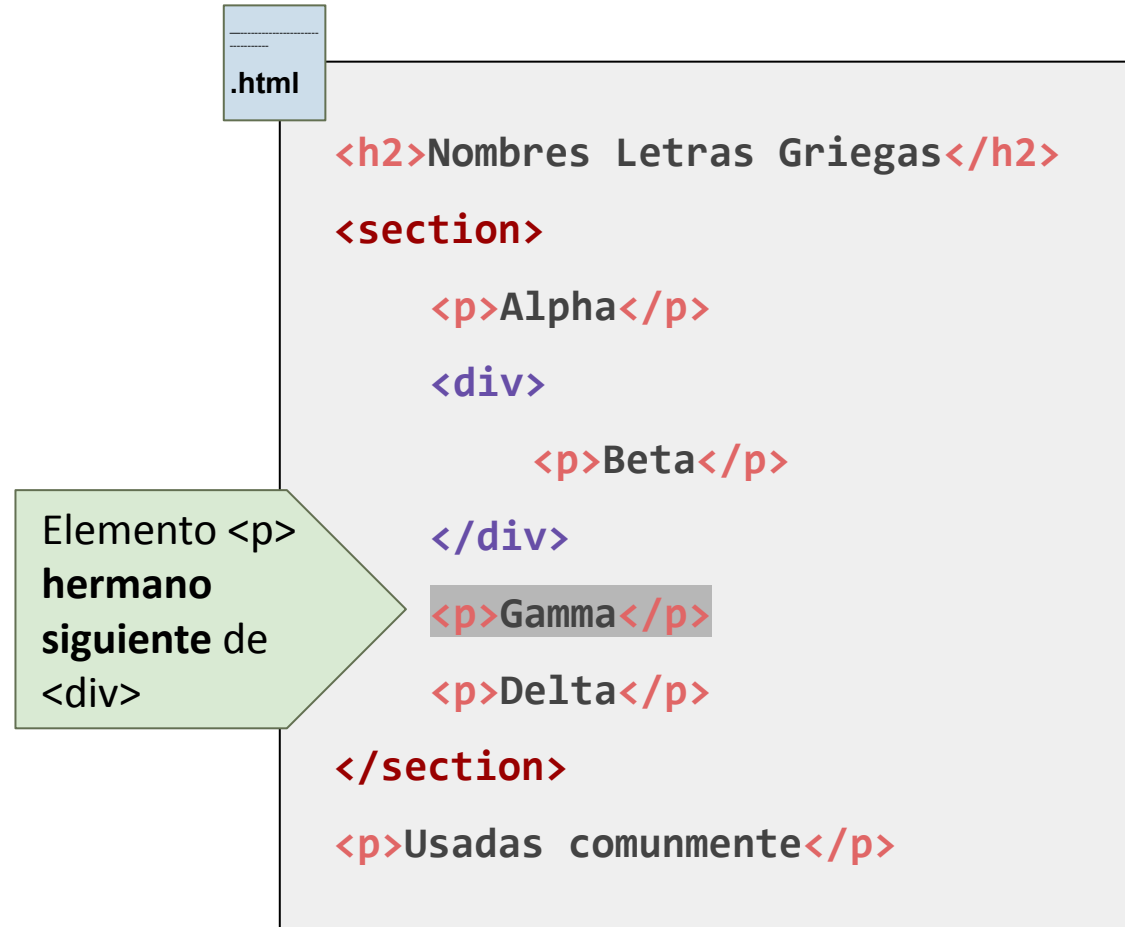 .html
<h2>Nombres Letras Griegas</h2>
<section>
<p>Alpha</p>
<div>
<p>Beta</p>
</div>
<p>Gamma</p>
<p>Delta</p>
</section>
<p>Usadas comunmente</p>
Elemento <p>
hermano
siguiente de
<div>